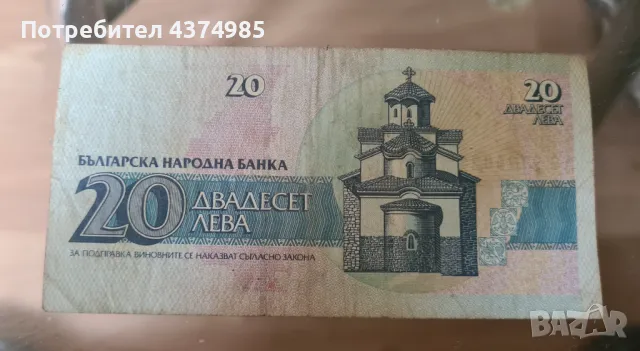 Потребител 4374985
20
20
ДВАДЕСЕТ
ЛЕВА
БЪЛГАРСКА НАРОДНА БАНКА
20 ДВАДЕСЕТ
ЛЕВА
ЗА ПОДПРАВКА ВИНОВНИТЕ СЕ НАКАЗВАТ СЪГЛАСНО ЗАКОНА
BAZAR